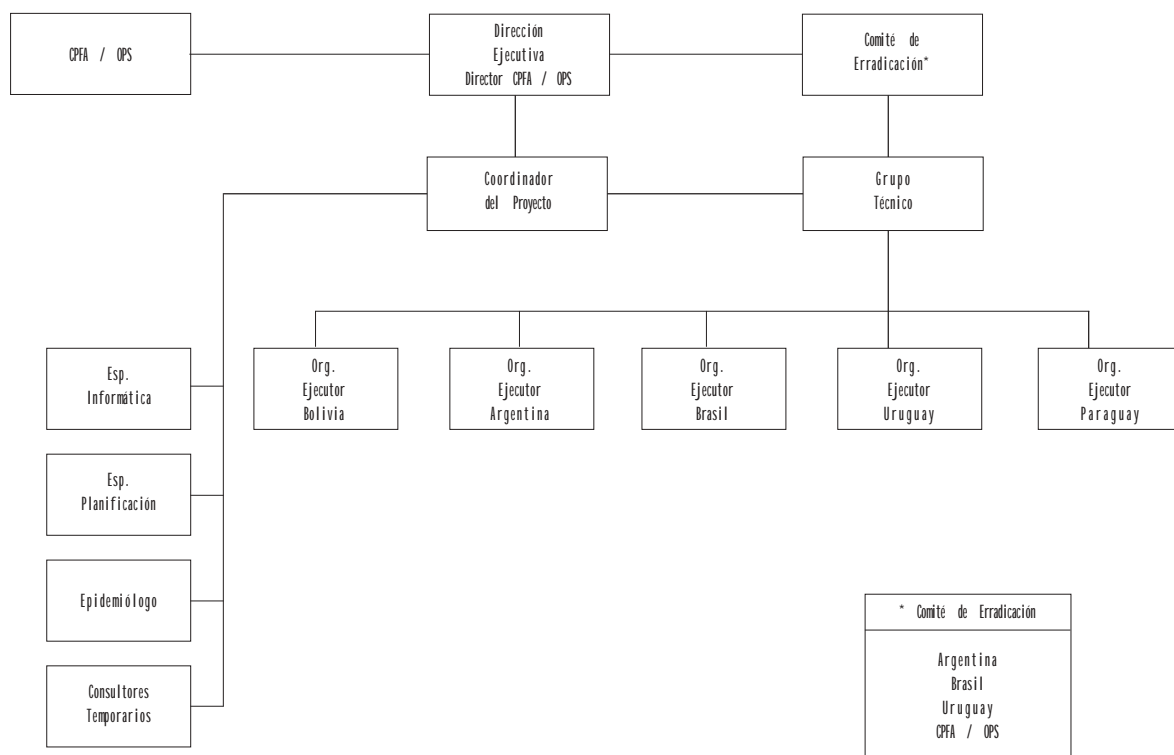 CPFA / OPS
Dirección
Ejecutiva
Director CPFA / OPS
Comité de
Erradicación*
Coordinador
del Proyecto
Grupo
Técnico
Org.
Ejecutor
Bolivia
Org.
Ejecutor
Argentina
Org.
Ejecutor
Brasil
Org.
Ejecutor
Uruguay
Org.
Ejecutor
Paraguay
Esp.
Informática
Esp.
Planificación
Epidemiólogo
Consultores
Temporarios
* Comité de Erradicación
Argentina
Brasil
Uruguay
CPFA / OPS